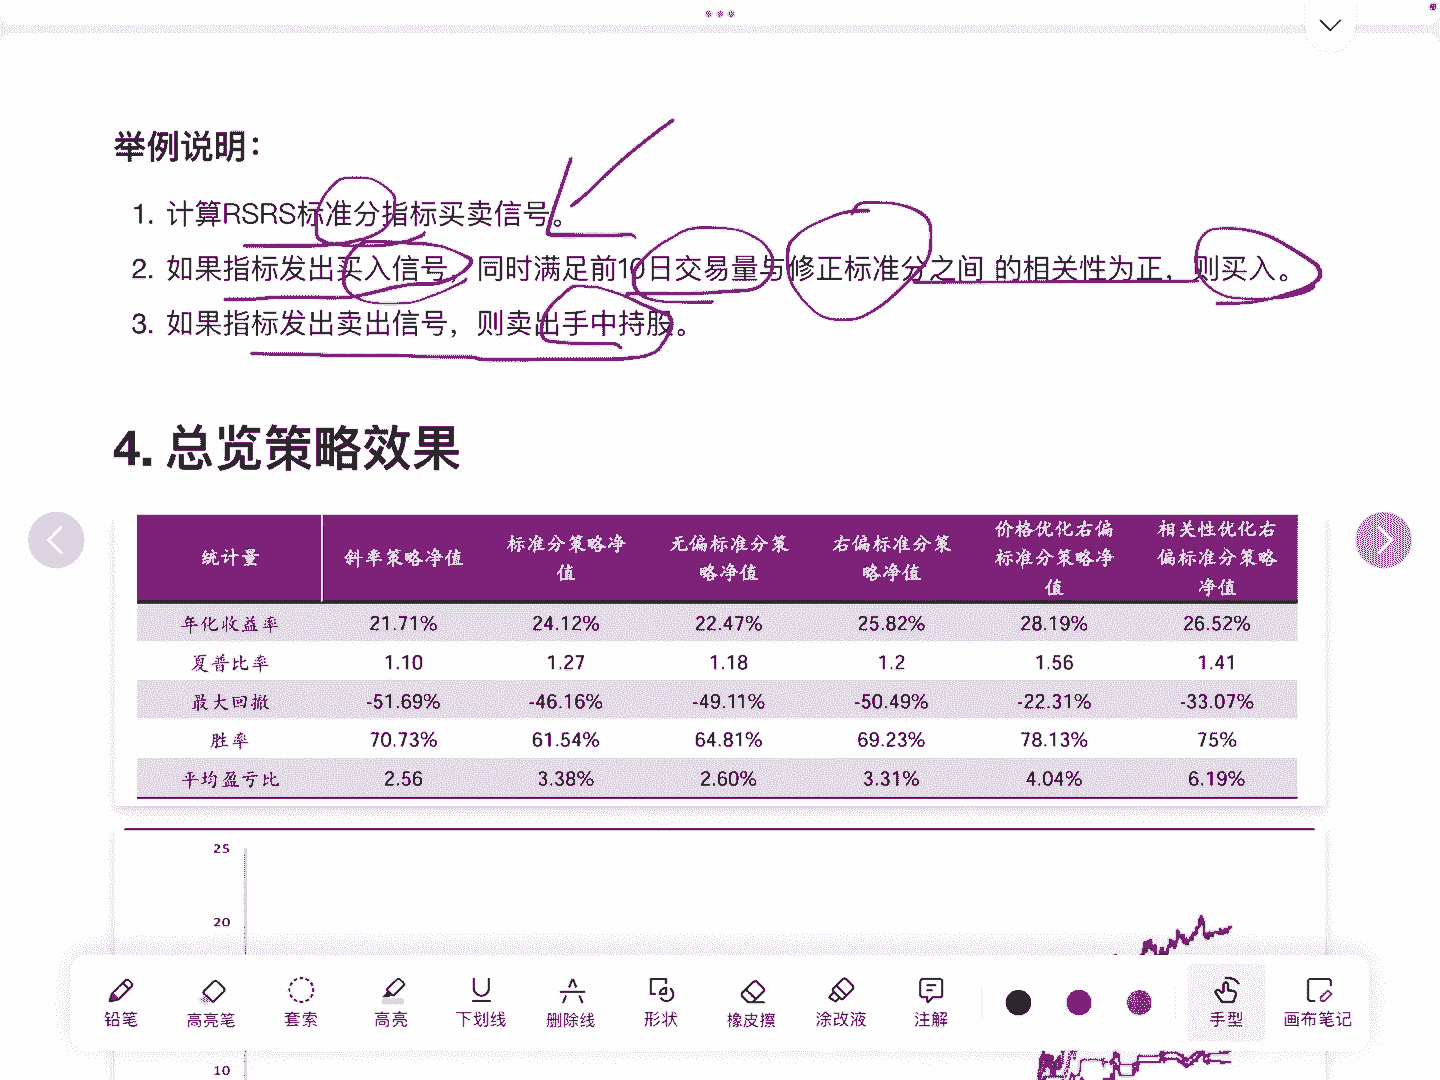 举例说明：
1. 计算RSRS标准分指标买卖信号。
2. 如果指标发出买入信号，同时满足前10日交易量与修正标准分之间 的相关性为正，则买入。
3. 如果指标发出卖出信号，则卖出手中持股。
4. 总览策略效果
统计量 斜率策略净值 标准分策略净值 无偏标准分策略净值 右偏标准分策略净值 价格优化右偏标准分策略净值 相关性优化右偏标准分策略净值
年化收益率 21.71% 24.12% 22.47% 25.82% 28.19% 26.52%
夏普比率 1.10 1.27 1.18 1.2 1.56 1.41
最大回撤 -51.69% -46.16% -49.11% -50.49% -22.31% -33.07%
胜率 70.73% 61.54% 64.81% 69.23% 78.13% 75%
平均盈亏比 2.56 3.38% 2.60% 3.31% 4.04% 6.19%
25
20
铅笔 高亮笔 套索 高亮 下划线 删除线 形状 橡皮擦 涂改液 注解 手型 画布笔记
10